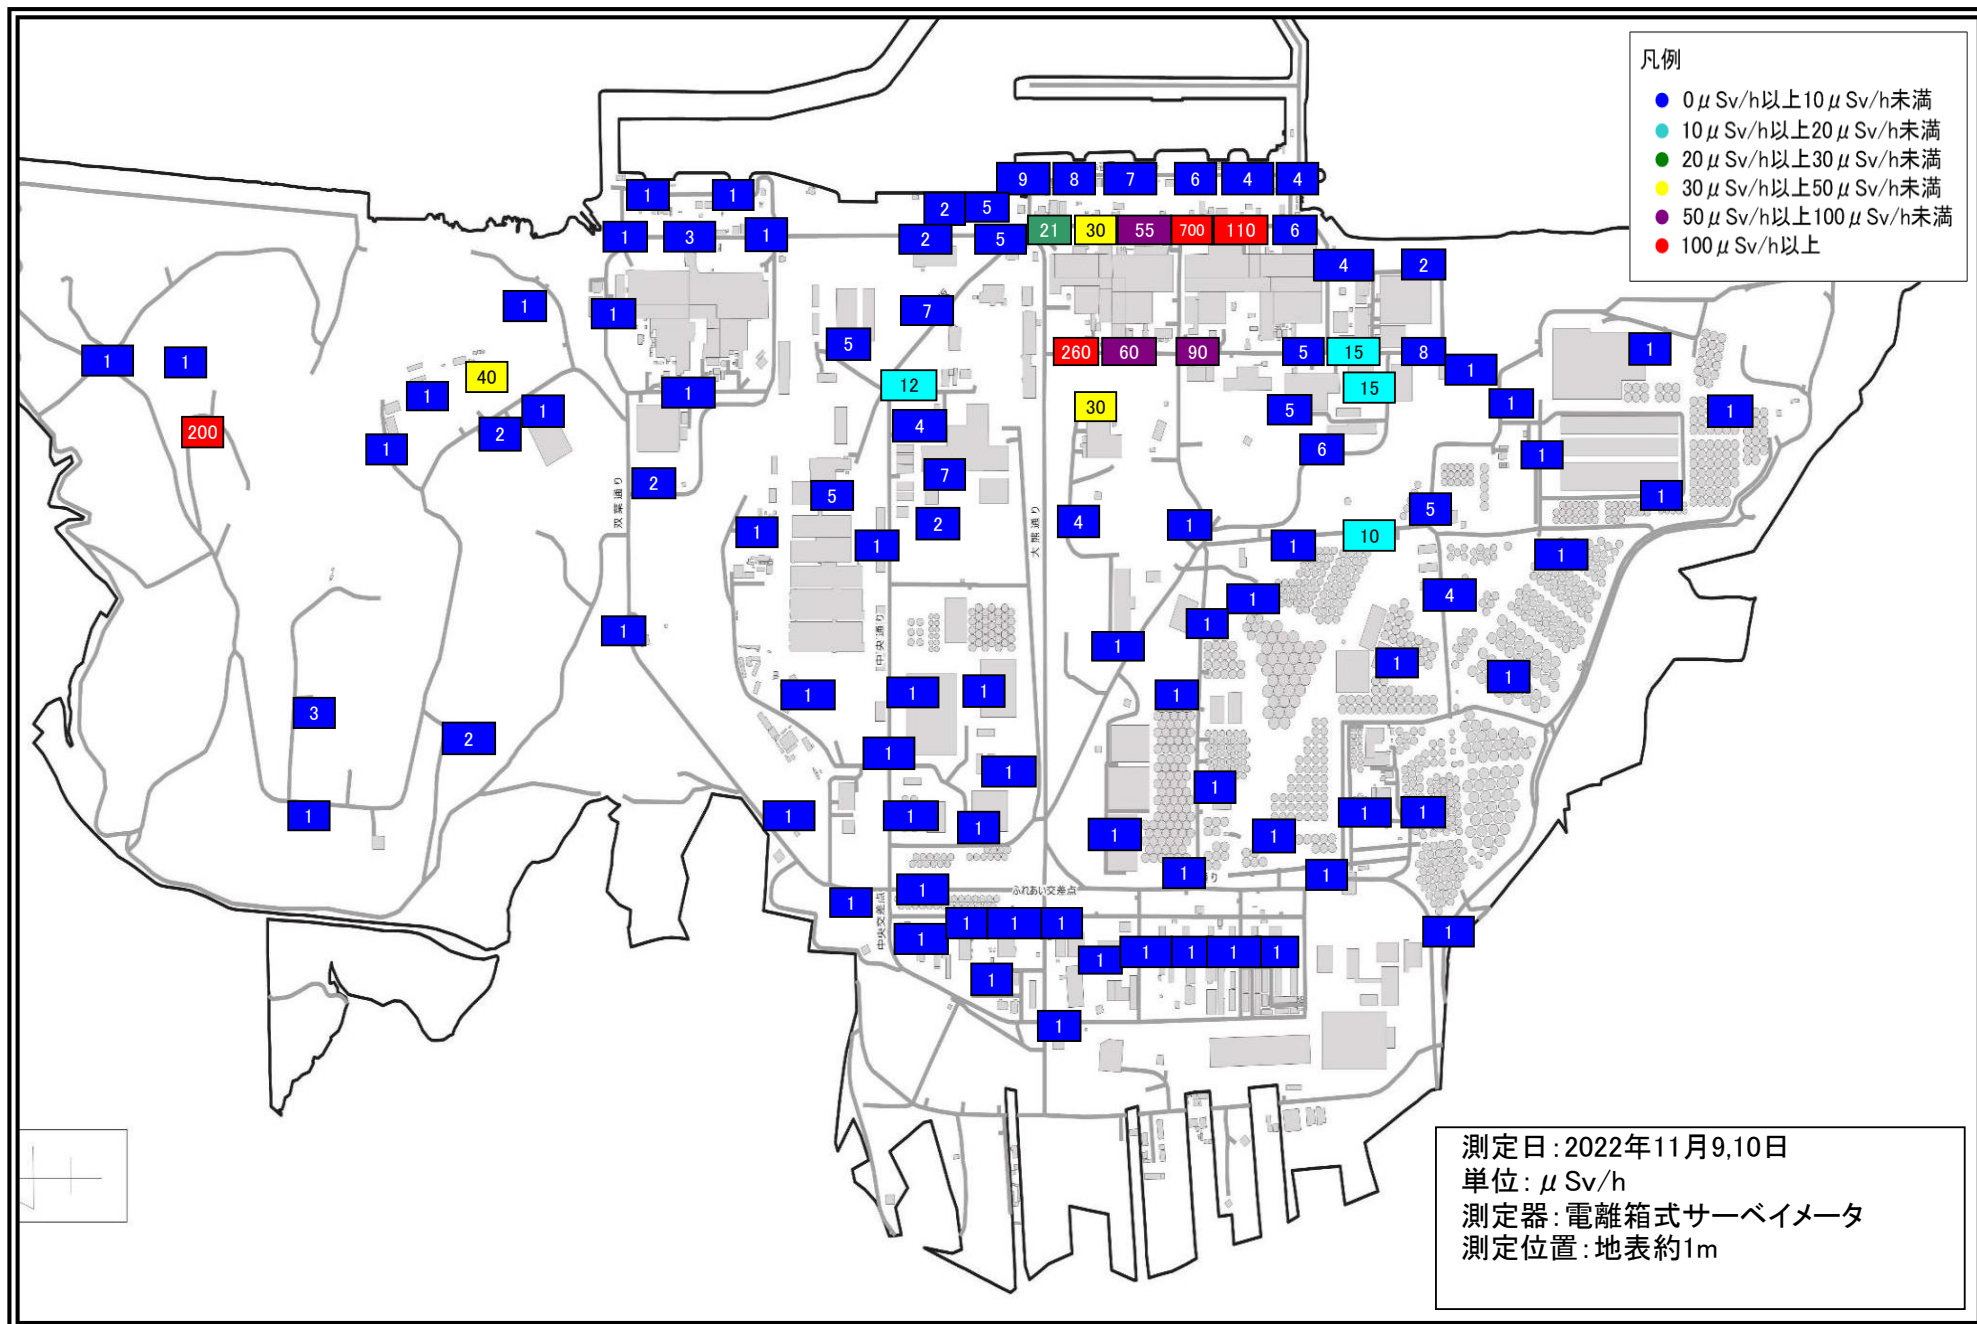 凡例
0μSv/h以上10μSv/h未満
10μSv/h以上20μSv/h未満
20μSv/h以上30μSv/h未満
30μSv/h以上50μSv/h未満
50μSv/h以上100μSv/h未満
100μSv/h以上
9 8 7 6 4 4
1 1 2 5
1 3 1 2 5 21 30 55 700 110 6
4 2
1 1 7
5 260 60 90 5 15 8 1
1 1 1
40 1 12 15 1
1 1 4 30 5 1
200 2 6
1 7 1
2 5 1
双葉通り
大熊通り
1 1 2 4 1 1 10 5
1
1 4
1 1
中央通り
1 1 1
1 1 1 1
3 2 1 1
1 1 1
1 1 1 1 1 1 1
1 1
り
ふれあい交差点
1 1
中央交差点
1 1 1 1 1
1 1 1 1 1
1
1
測定日:2022年11月9,10日
単位:μSv/h
測定器:電離箱式サーベイメータ
測定位置:地表約1m